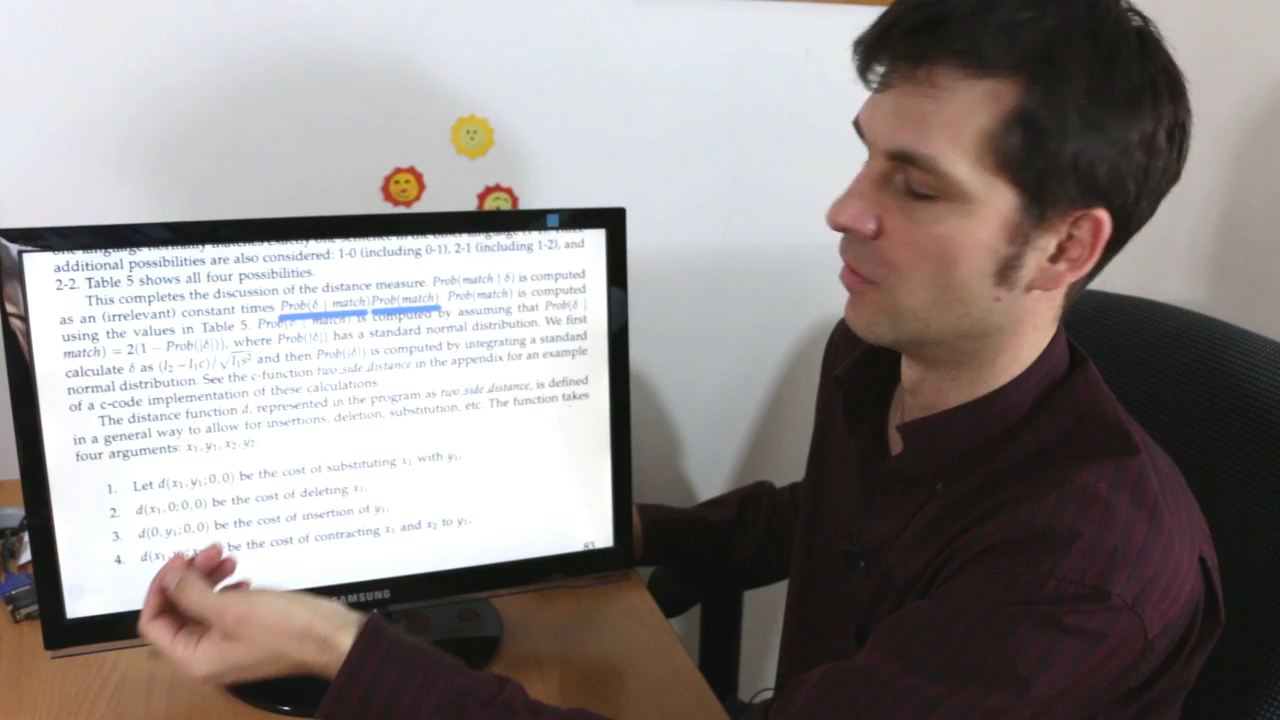 additional possibilities are also considered: 1-0 (including 0-1), 2-1 (including 1-2), and
2-2. Table 5 shows all four possibilities.
This completes the discussion of the distance measure. Prob(match | δ) is computed
as an (irrelevant) constant times Prob(δ | match)Prob(match). Prob(match) is computed
using the values in Table 5. Prob(δ | match) is computed by assuming that Prob(δ |
match) = 2(1 − Prob(|δ|)), where Prob(|δ|) has a standard normal distribution. We first
calculate δ as (l₂ − l₁c)/√l₁s² and then Prob(|δ|) is computed by integrating a standard
normal distribution. See the c-function two_side_distance in the appendix for an example
of a c-code implementation of these calculations.
The distance function d, represented in the program as two_side_distance, is defined
in a general way to allow for insertions, deletion, substitution, etc. The function takes
four arguments: x₁, y₁, x₂, y₂.
1. Let d(x₁, y₁; 0, 0) be the cost of substituting x₁ with y₁,
2. d(x₁, 0; 0, 0) be the cost of deleting x₁,
3. d(0, y₁; 0, 0) be the cost of insertion of y₁,
4. d(x₁, be the cost of contracting x₁ and x₂ to y₁,
83
SAMSUNG